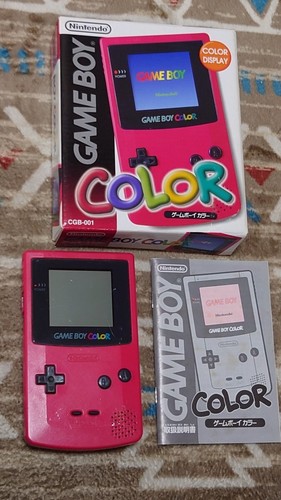 Nintendo
GAME BOY
COLOR
DISPLAY
POWER
GAME BOY
Nintendo
GAME BOY COLOR
COLOR
ゲームボーイ カラー
CGB-001
GAME BOY COLOR
Nintendo
GAME BOY
GAME BOY COLOR
COLOR
取扱説明書
ゲームボーイ カラー